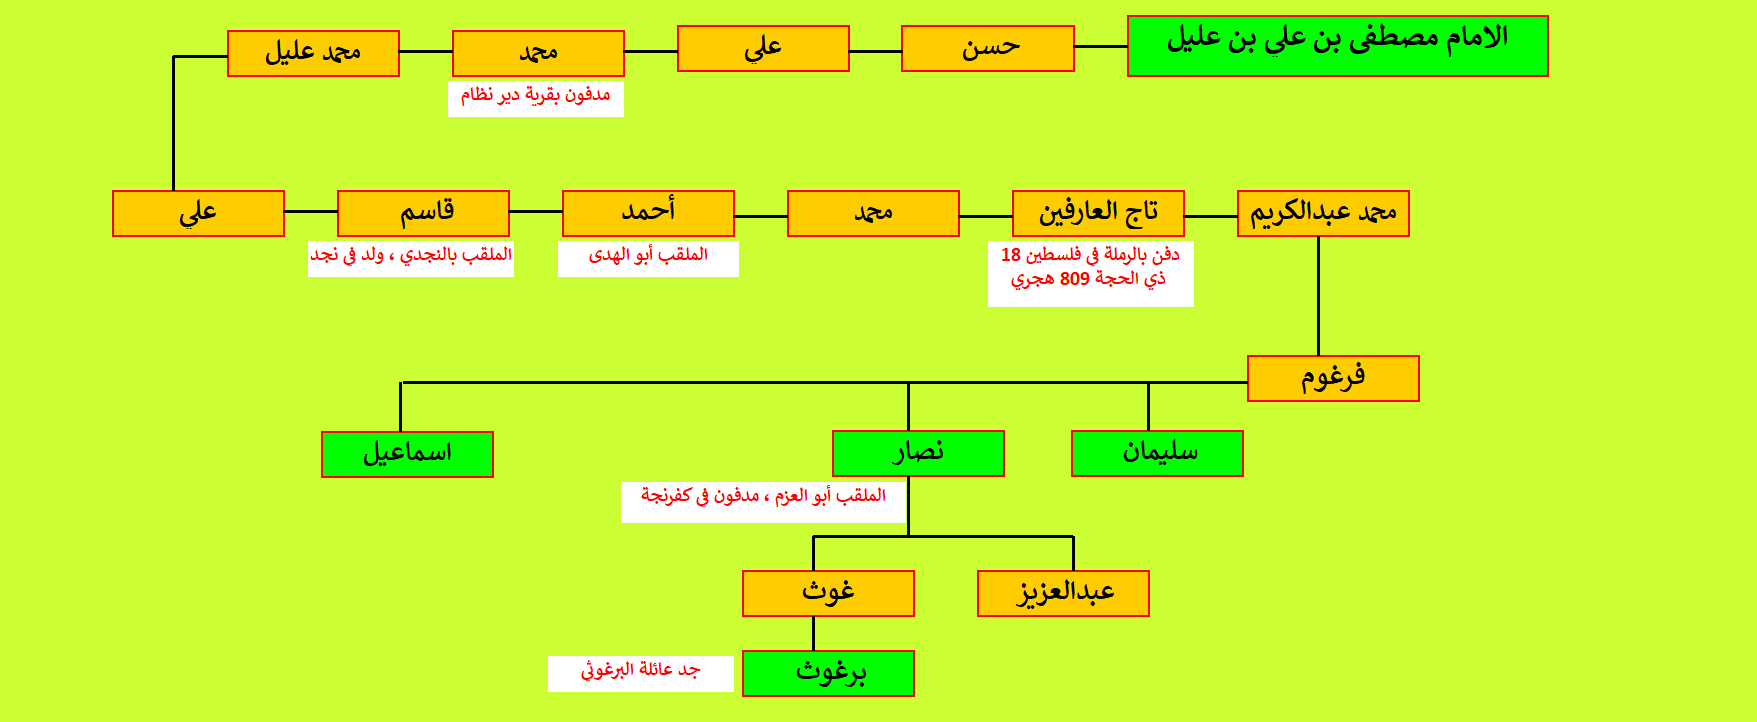 الامام مصطفى بن علي بن عليل
حسن
علي
محمد
محمد عليل
مدفون بقرية دير نظام
محمد عبدالكريم
تاج العارفين
محمد
أحمد
قاسم
علي
دفن بالرملة في فلسطين 18
ذي الحجة 809 هجري
الملقب أبو الهدى
الملقب بالنجدي ، ولد في نجد
فرغوم
سليمان
نصار
اسماعيل
الملقب أبو العزم ، مدفون في كفرنجة
عبدالعزيز
غوث
برغوث
جد عائلة البرغوثي